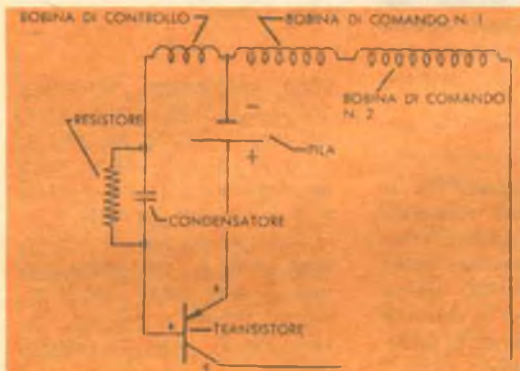 BOBINA DI CONTROLLO
BOBINA DI COMANDO N. 1
BOBINA DI COMANDO
N. 2
RESISTORE
−
+
PILA
CONDENSATORE
TRANSISTORE